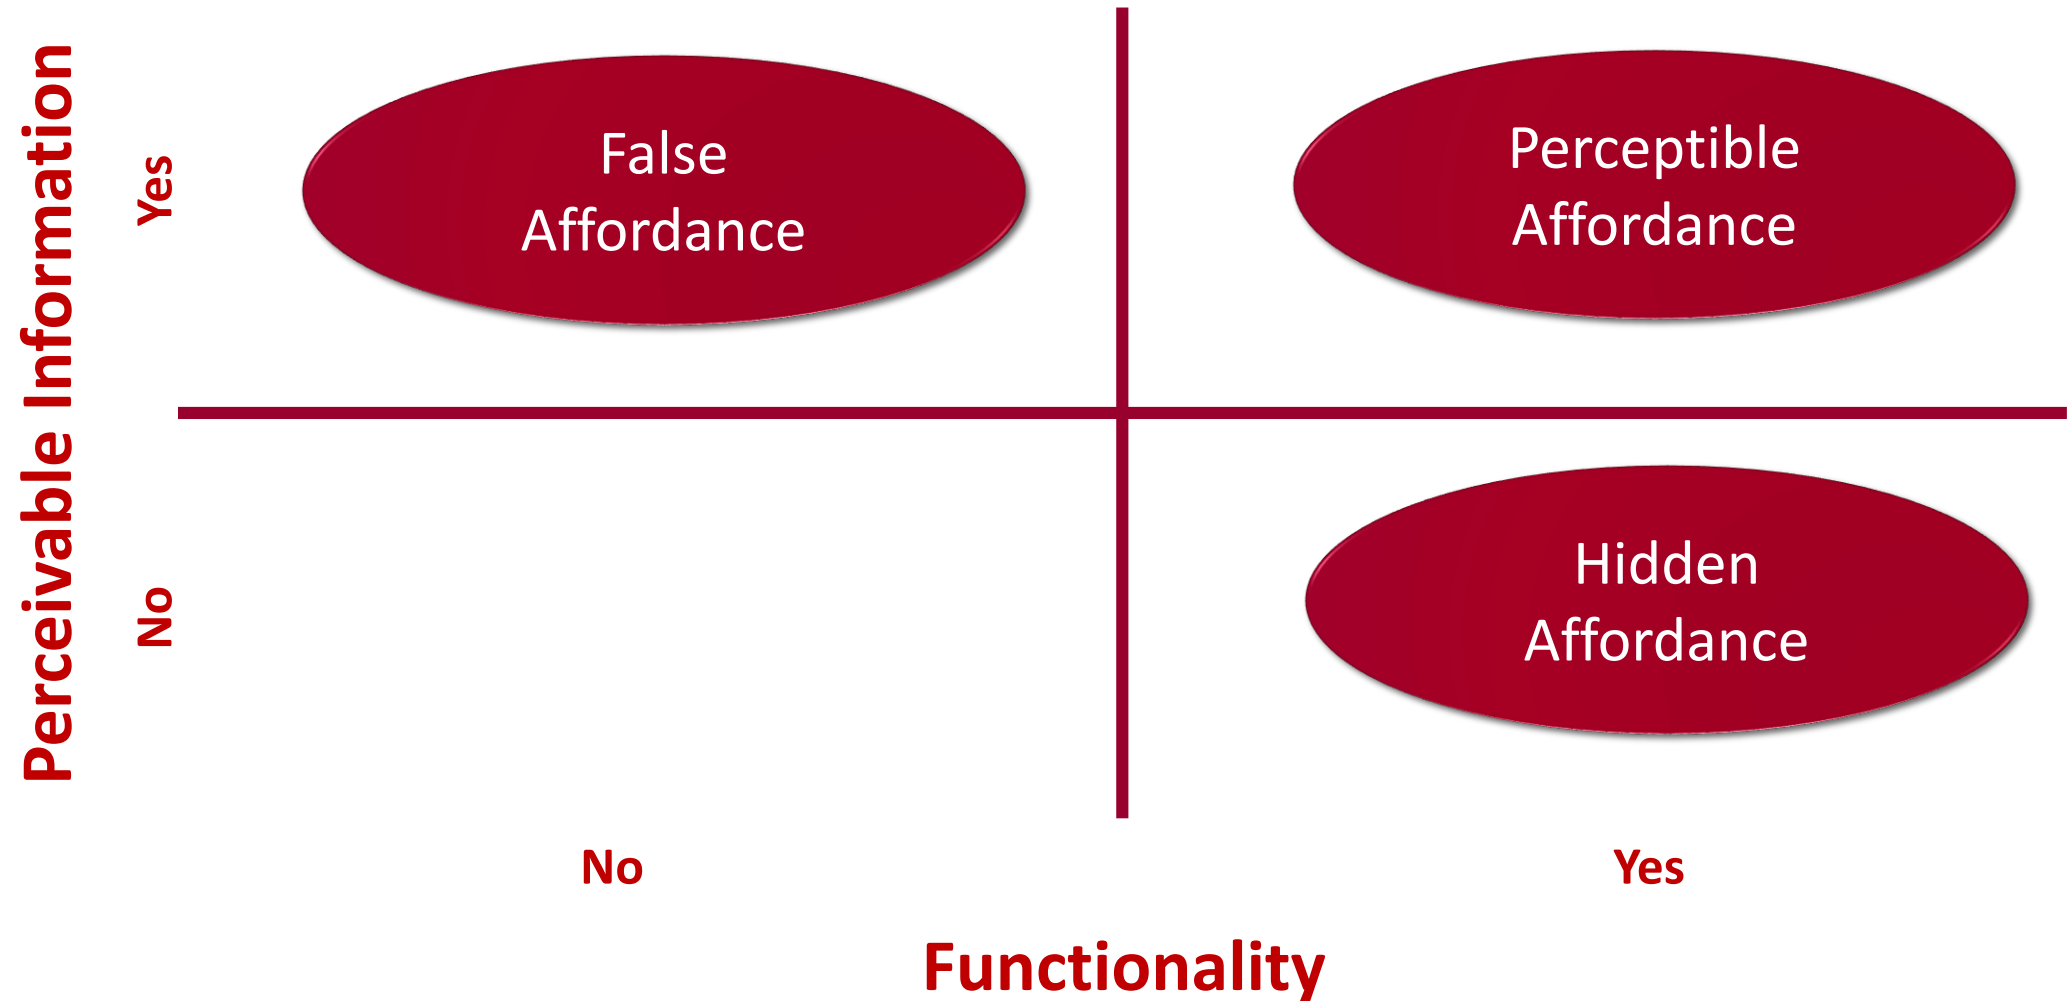 Perceivable Information
Yes
No
False
Affordance
Perceptible
Affordance
Hidden
Affordance
No
Yes
Functionality